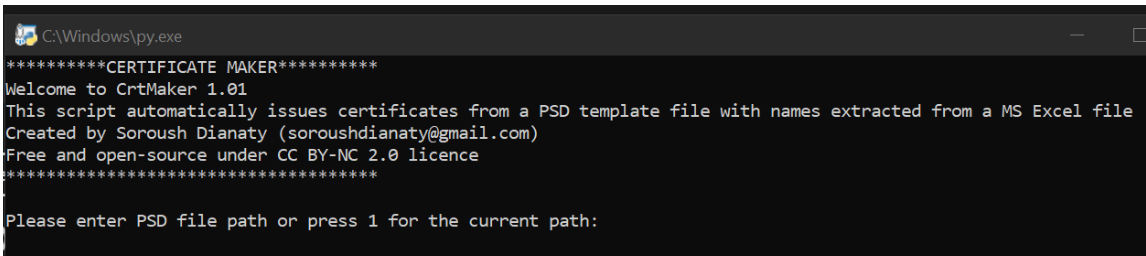 C:\Windows\py.exe
**********CERTIFICATE MAKER**********
Welcome to CrtMaker 1.01
This script automatically issues certificates from a PSD template file with names extracted from a MS Excel file
Created by Soroush Dianaty (soroushdianaty@gmail.com)
Free and open-source under CC BY-NC 2.0 licence
*************************************
Please enter PSD file path or press 1 for the current path: